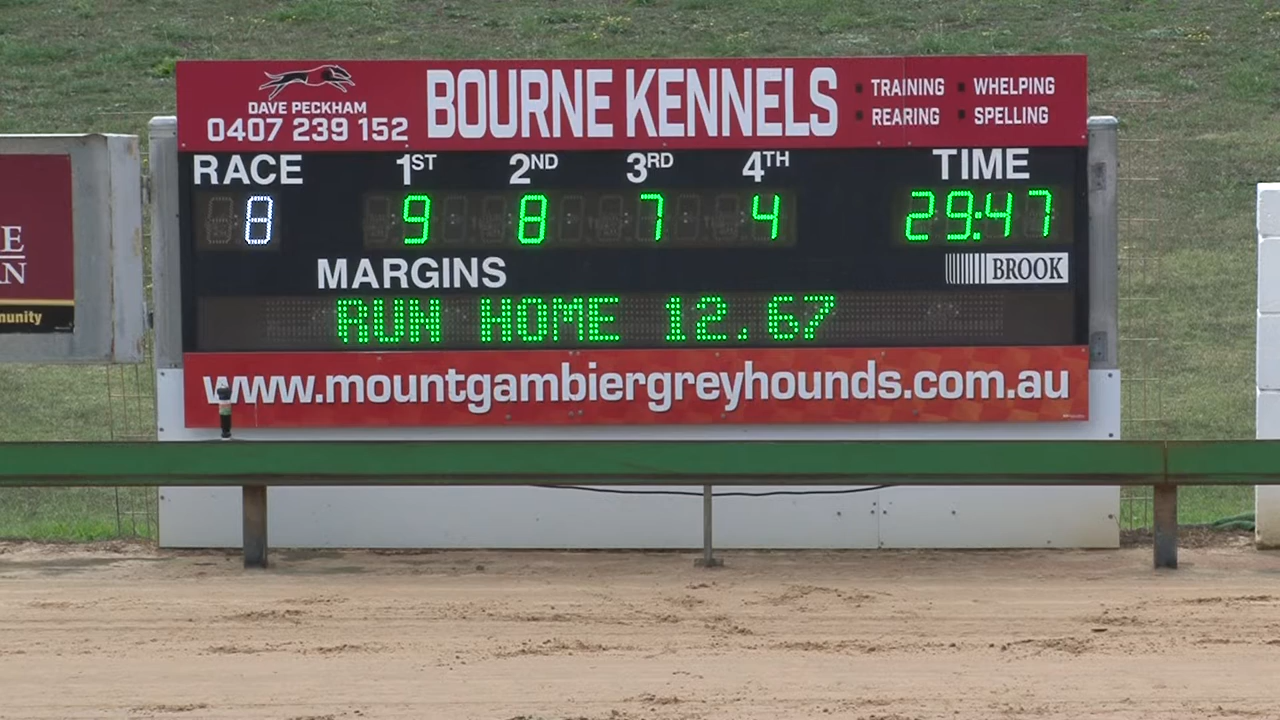 DAVE PECKHAM
0407 239 152
BOURNE KENNELS
TRAINING
WHELPING
REARING
SPELLING
RACE 1ST 2ND 3RD 4TH TIME
8 9 8 7 4 29:47
MARGINS
BROOK
RUN HOME 12.67
www.mountgambiergreyhounds.com.au
E
N
munity